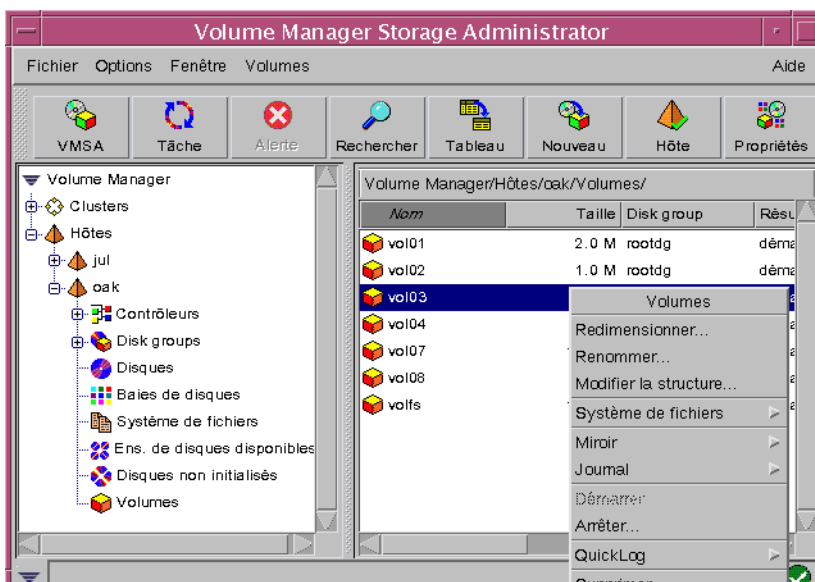 Volume Manager Storage Administrator
Fichier Options Fenêtre Volumes Aide
VMSA Tâche Alerte Rechercher Tableau Nouveau Hôte Propriétés
Volume Manager
Clusters
Hôtes
jul
oak
Contrôleurs
Disk groups
Disques
Baies de disques
Système de fichiers
Ens. de disques disponibles
Disques non initialisés
Volumes
Volume Manager/Hôtes/oak/Volumes/
Nom Taille Disk group
vol01 2.0 M rootdg
vol02 1.0 M rootdg
vol03
vol04
vol07
vol08
volfs
Volumes
Redimensionner...
Renommer...
Modifier la structure...
Système de fichiers
Miroir
Journal
Démarrer
Arrêter...
QuickLog